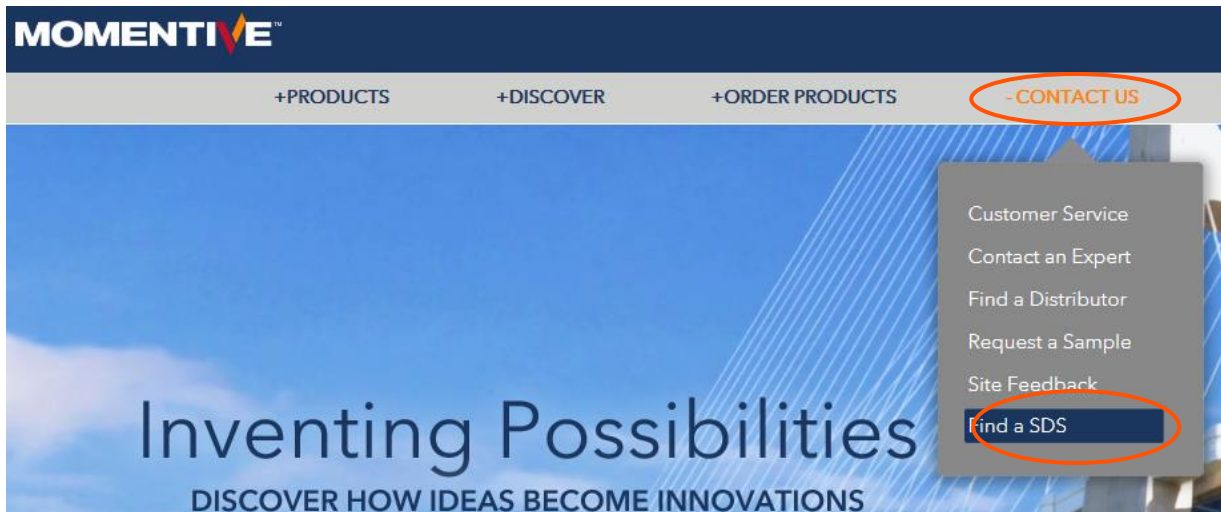 MOMENTIVE™
+PRODUCTS +DISCOVER +ORDER PRODUCTS - CONTACT US
Customer Service
Contact an Expert
Find a Distributor
Request a Sample
Site Feedback
Find a SDS
Inventing Possibilities
DISCOVER HOW IDEAS BECOME INNOVATIONS